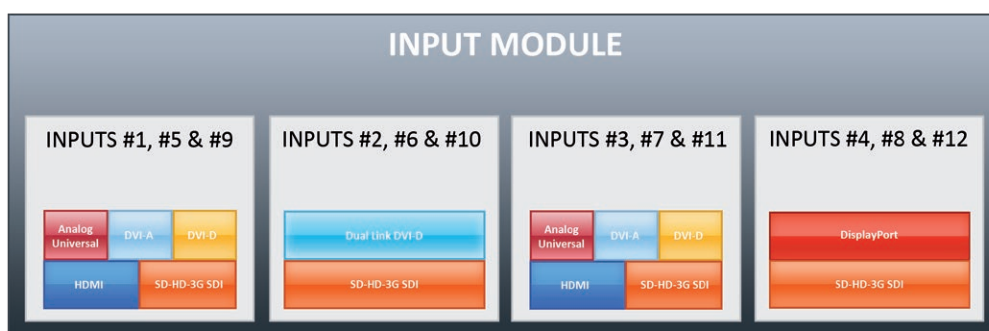 INPUT MODULE
INPUTS #1, #5 & #9
Analog
Universal
DVI-A
DVI-D
HDMI
SD-HD-3G SDI
INPUTS #2, #6 & #10
Dual Link DVI-D
SD-HD-3G SDI
INPUTS #3, #7 & #11
Analog
Universal
DVI-A
DVI-D
HDMI
SD-HD-3G SDI
INPUTS #4, #8 & #12
DisplayPort
SD-HD-3G SDI